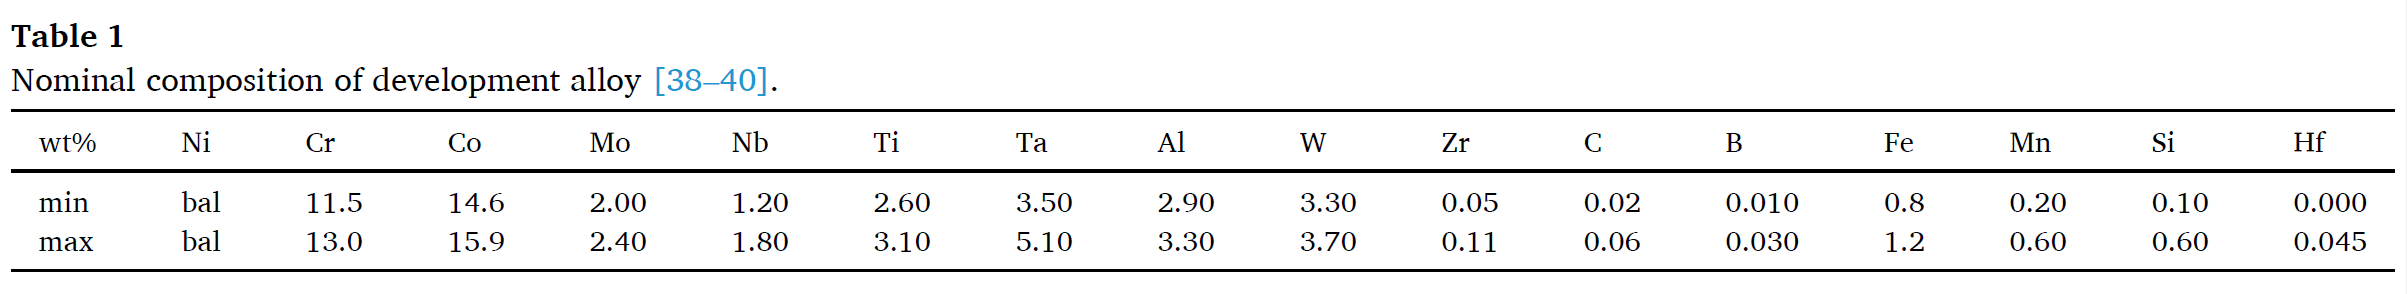 Table 1
Nominal composition of development alloy [38–40].
wt% Ni Cr Co Mo Nb Ti Ta Al W Zr C B Fe Mn Si Hf
min bal 11.5 14.6 2.00 1.20 2.60 3.50 2.90 3.30 0.05 0.02 0.010 0.8 0.20 0.10 0.000
max bal 13.0 15.9 2.40 1.80 3.10 5.10 3.30 3.70 0.11 0.06 0.030 1.2 0.60 0.60 0.045